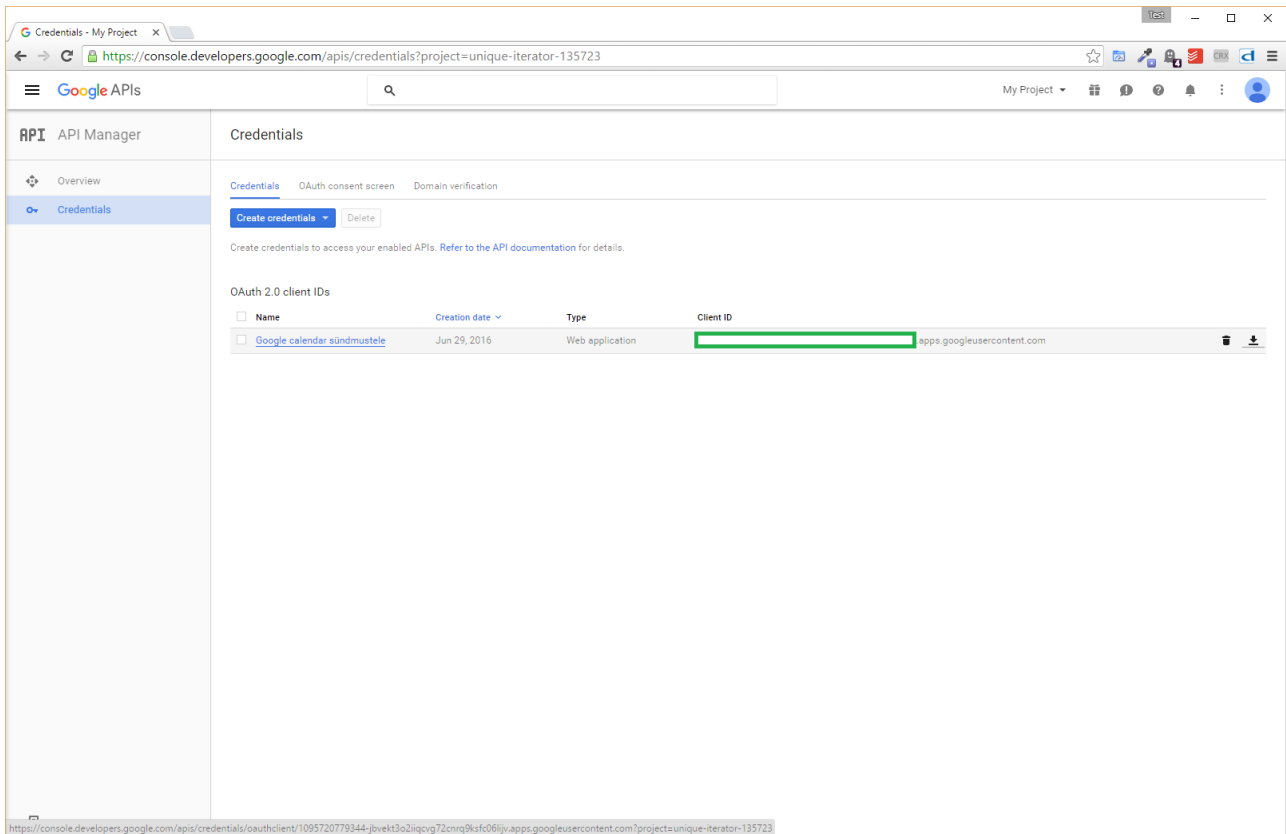 Test
Credentials - My Project
https://console.developers.google.com/apis/credentials?project=unique-iterator-135723
4
CRX
Google APIs
My Project
API API Manager
Credentials
Overview
Credentials
Credentials OAuth consent screen Domain verification
Create credentials Delete
Create credentials to access your enabled APIs. Refer to the API documentation for details.
OAuth 2.0 client IDs
Name Creation date Type Client ID
Google calendar sündmustele Jun 29, 2016 Web application .apps.googleusercontent.com
https://console.developers.google.com/apis/credentials/oauthclient/1095720779344-jbvekt3o2iiqcvg72cnrq9ksfc06lijv.apps.googleusercontent.com?project=unique-iterator-135723